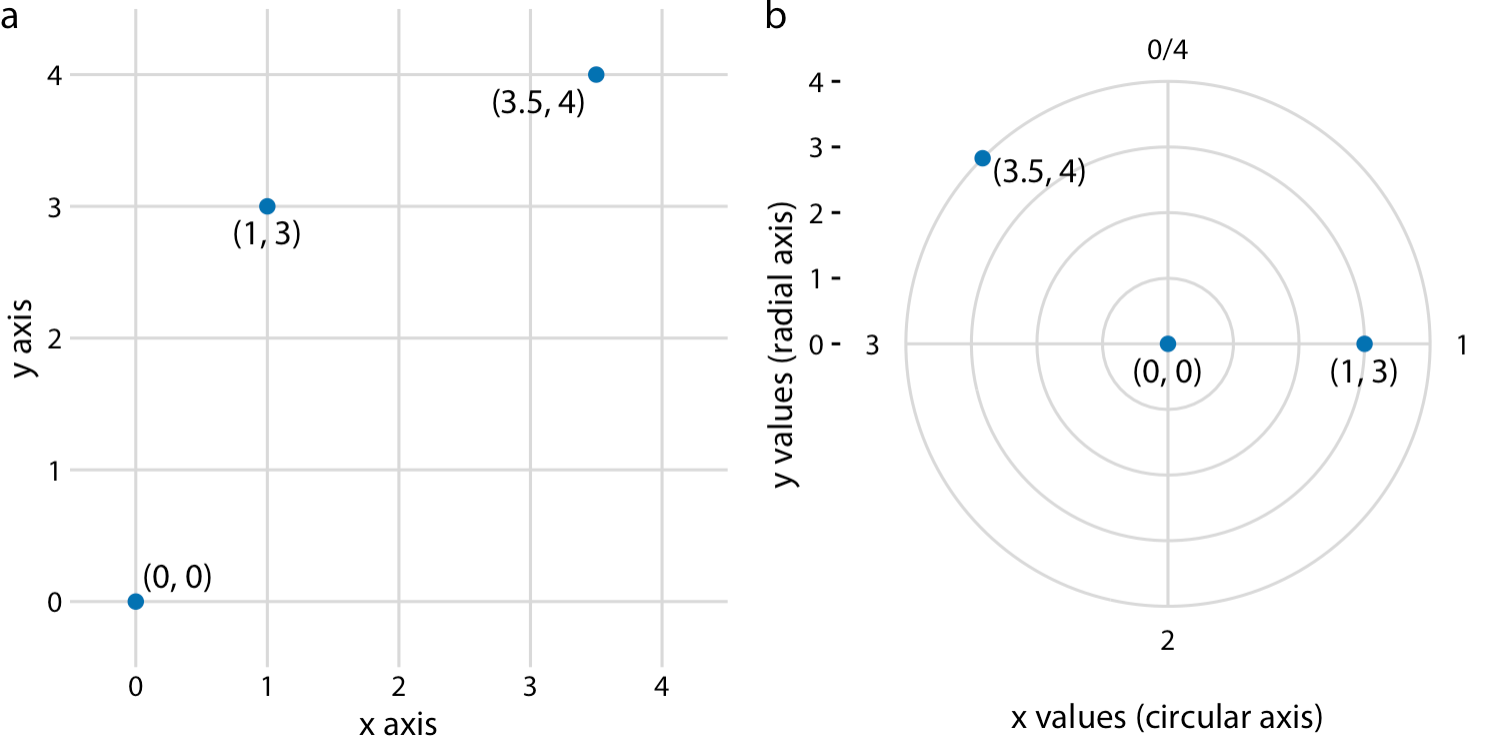 a
4
(3.5, 4)
3
(1, 3)
2
y axis
1
(0, 0)
0
0 1 2 3 4
x axis
b
0/4
4
(3.5, 4)
3
2
y values (radial axis)
1
0 3 1
(0, 0) (1, 3)
2
x values (circular axis)